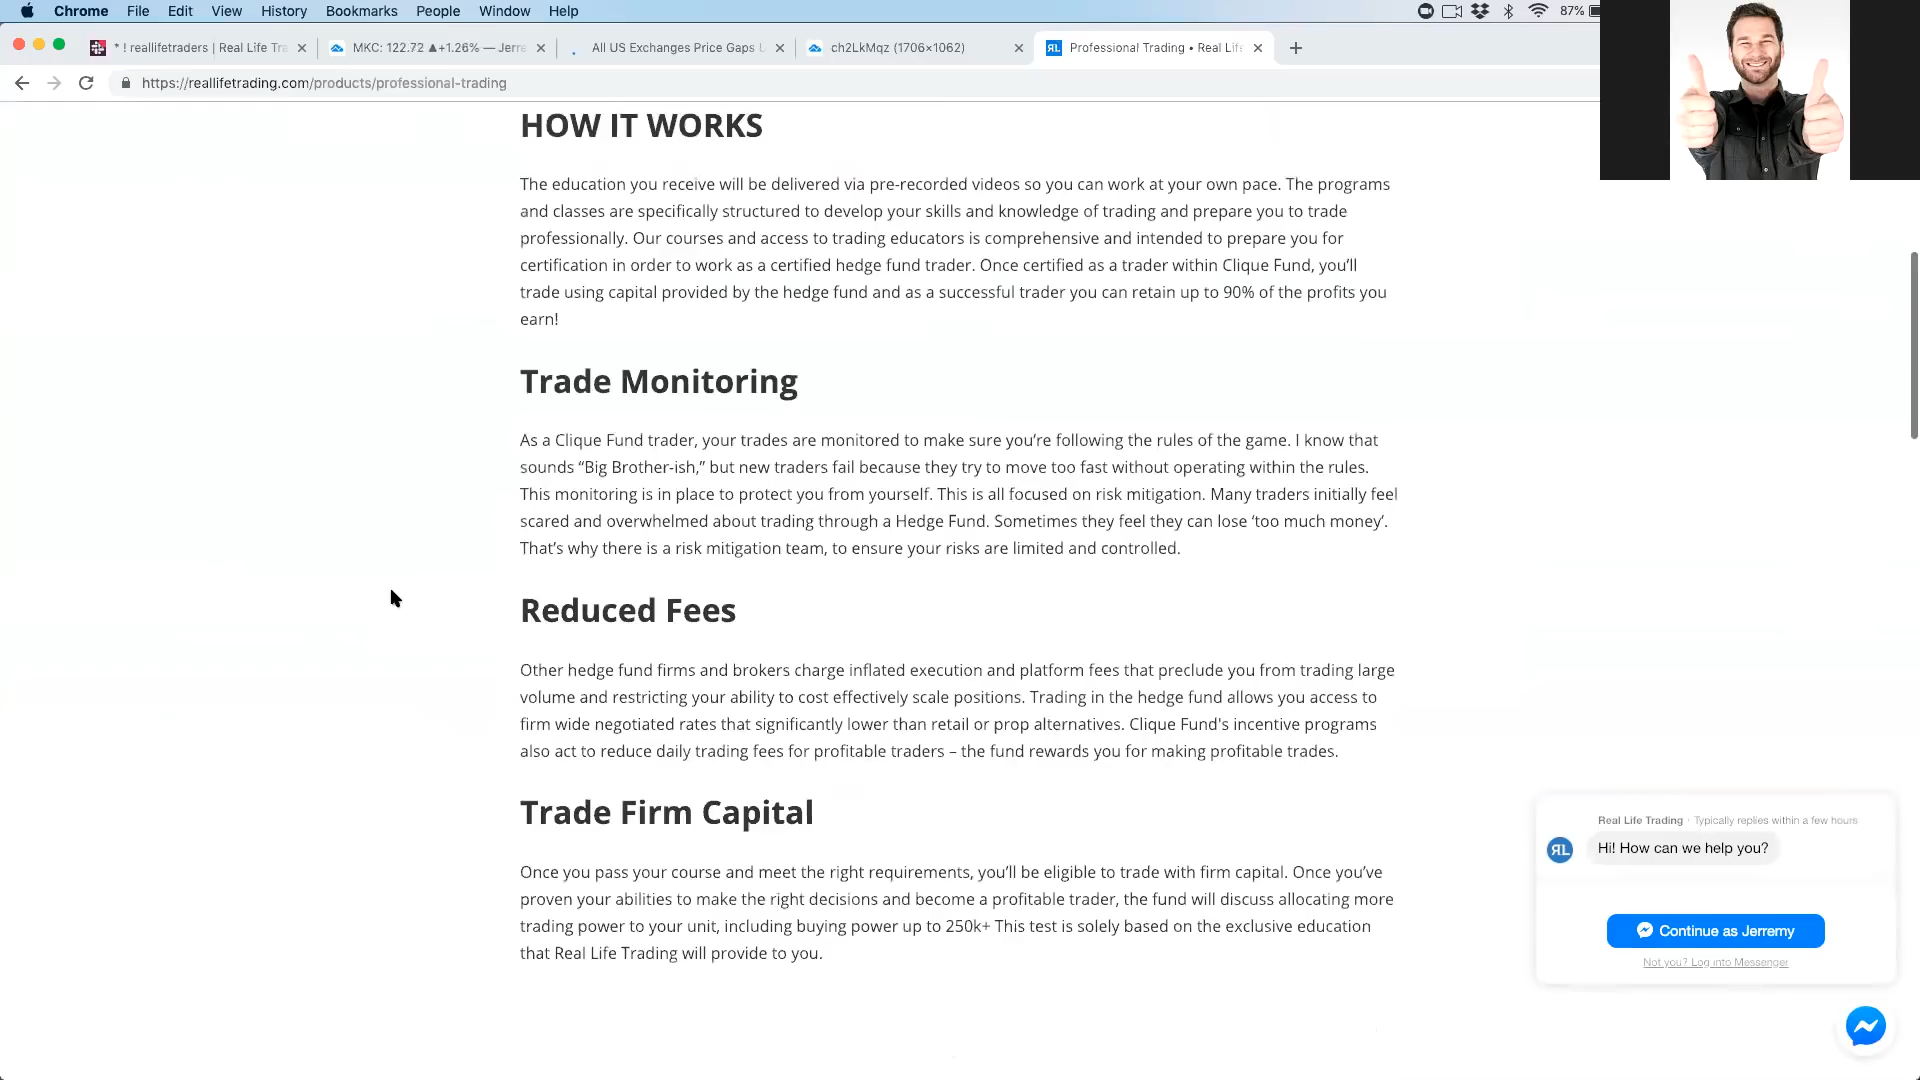 Chrome File Edit View History Bookmarks People Window Help 87%
* ! reallifetraders | Real Life Tra
MKC: 122.72 ▲+1.26% — Jerre
All US Exchanges Price Gaps
ch2LkMqz (1706×1062)
Professional Trading • Real Life
https://reallifetrading.com/products/professional-trading
HOW IT WORKS
The education you receive will be delivered via pre-recorded videos so you can work at your own pace. The programs
and classes are specifically structured to develop your skills and knowledge of trading and prepare you to trade
professionally. Our courses and access to trading educators is comprehensive and intended to prepare you for
certification in order to work as a certified hedge fund trader. Once certified as a trader within Clique Fund, you’ll
trade using capital provided by the hedge fund and as a successful trader you can retain up to 90% of the profits you
earn!
Trade Monitoring
As a Clique Fund trader, your trades are monitored to make sure you’re following the rules of the game. I know that
sounds “Big Brother-ish,” but new traders fail because they try to move too fast without operating within the rules.
This monitoring is in place to protect you from yourself. This is all focused on risk mitigation. Many traders initially feel
scared and overwhelmed about trading through a Hedge Fund. Sometimes they feel they can lose ‘too much money’.
That’s why there is a risk mitigation team, to ensure your risks are limited and controlled.
Reduced Fees
Other hedge fund firms and brokers charge inflated execution and platform fees that preclude you from trading large
volume and restricting your ability to cost effectively scale positions. Trading in the hedge fund allows you access to
firm wide negotiated rates that significantly lower than retail or prop alternatives. Clique Fund's incentive programs
also act to reduce daily trading fees for profitable traders – the fund rewards you for making profitable trades.
Trade Firm Capital
Once you pass your course and meet the right requirements, you’ll be eligible to trade with firm capital. Once you’ve
proven your abilities to make the right decisions and become a profitable trader, the fund will discuss allocating more
trading power to your unit, including buying power up to 250k+ This test is solely based on the exclusive education
that Real Life Trading will provide to you.
Real Life Trading · Typically replies within a few hours
Hi! How can we help you?
Continue as Jerremy
Not you? Log into Messenger